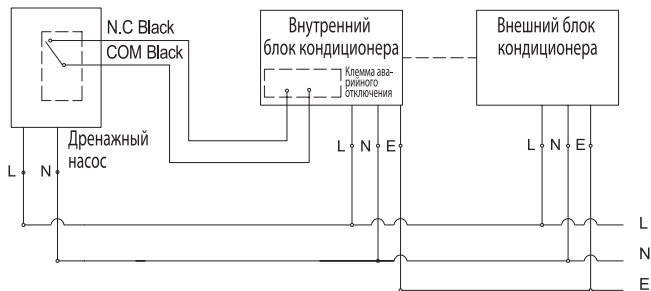 N.C Black
COM Black
Дренажный
насос
L
N
Внутренний
блок кондиционера
Клемма ава-
рийного
отключения
L
N
E
Внешний блок
кондиционера
L
N
E
L
N
E